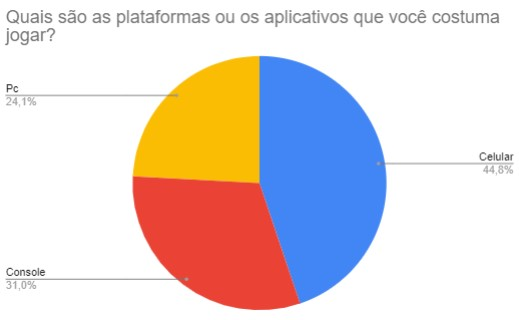 Quais são as plataformas ou os aplicativos que você costuma
jogar?
Pc
24,1%
Celular
44,8%
Console
31,0%